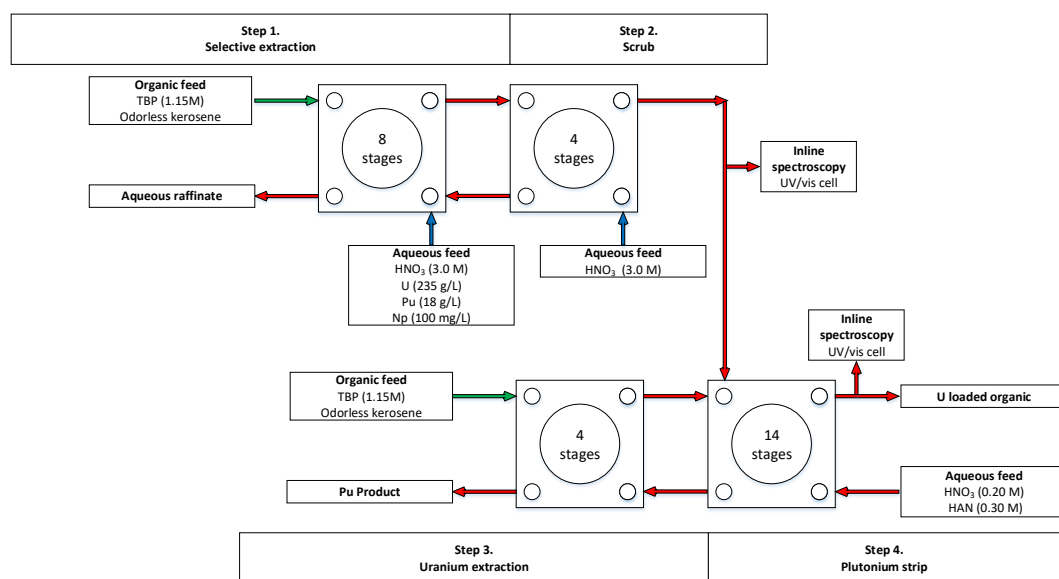 Step 1.
Selective extraction
Step 2.
Scrub
Organic feed
TBP (1.15M)
Odorless kerosene
8
stages
4
stages
Inline
spectroscopy
UV/vis cell
Aqueous raffinate
Aqueous feed
HNO₃ (3.0 M)
U (235 g/L)
Pu (18 g/L)
Np (100 mg/L)
Aqueous feed
HNO₃ (3.0 M)
Inline
spectroscopy
UV/vis cell
Organic feed
TBP (1.15M)
Odorless kerosene
U loaded organic
4
stages
14
stages
Pu Product
Aqueous feed
HNO₃ (0.20 M)
HAN (0.30 M)
Step 3.
Uranium extraction
Step 4.
Plutonium strip